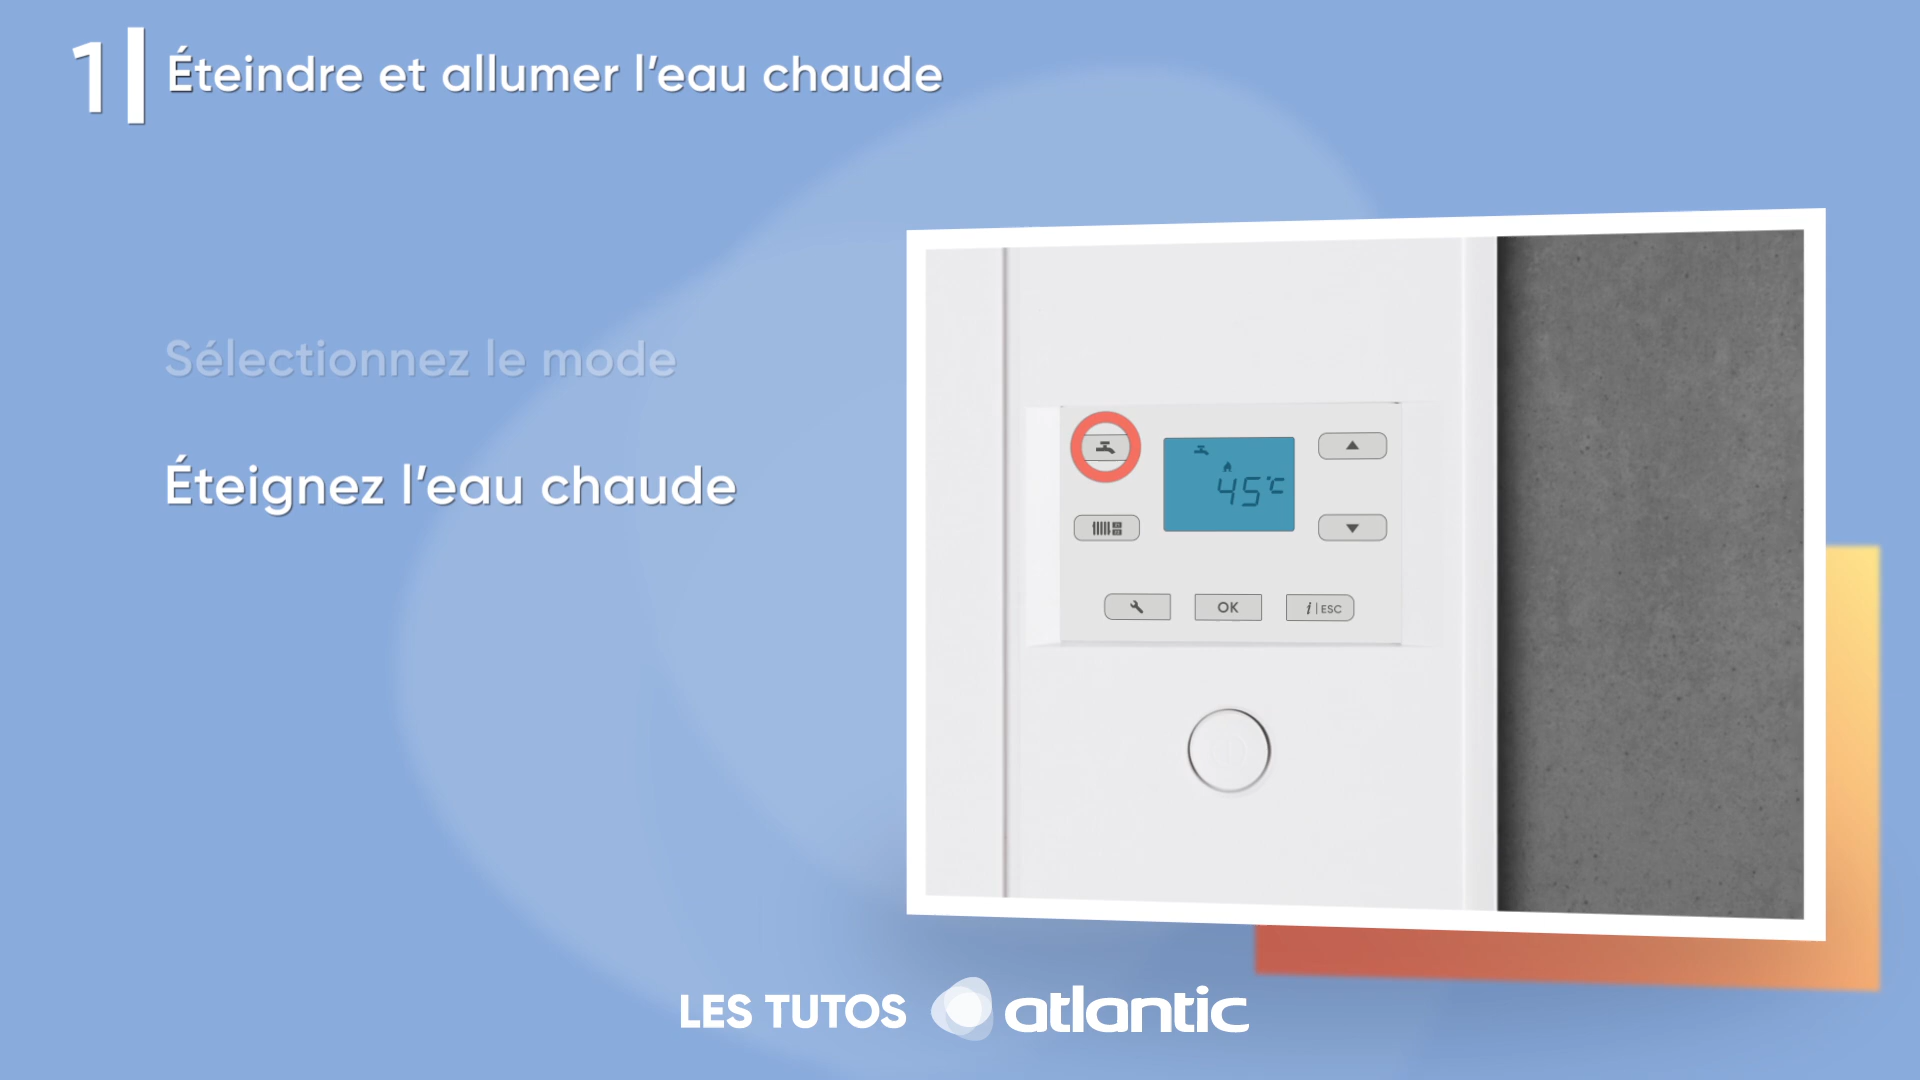 1
Éteindre et allumer l'eau chaude
Sélectionnez le mode
Éteignez l'eau chaude
45°C
OK
i | ESC
LES TUTOS atlantic